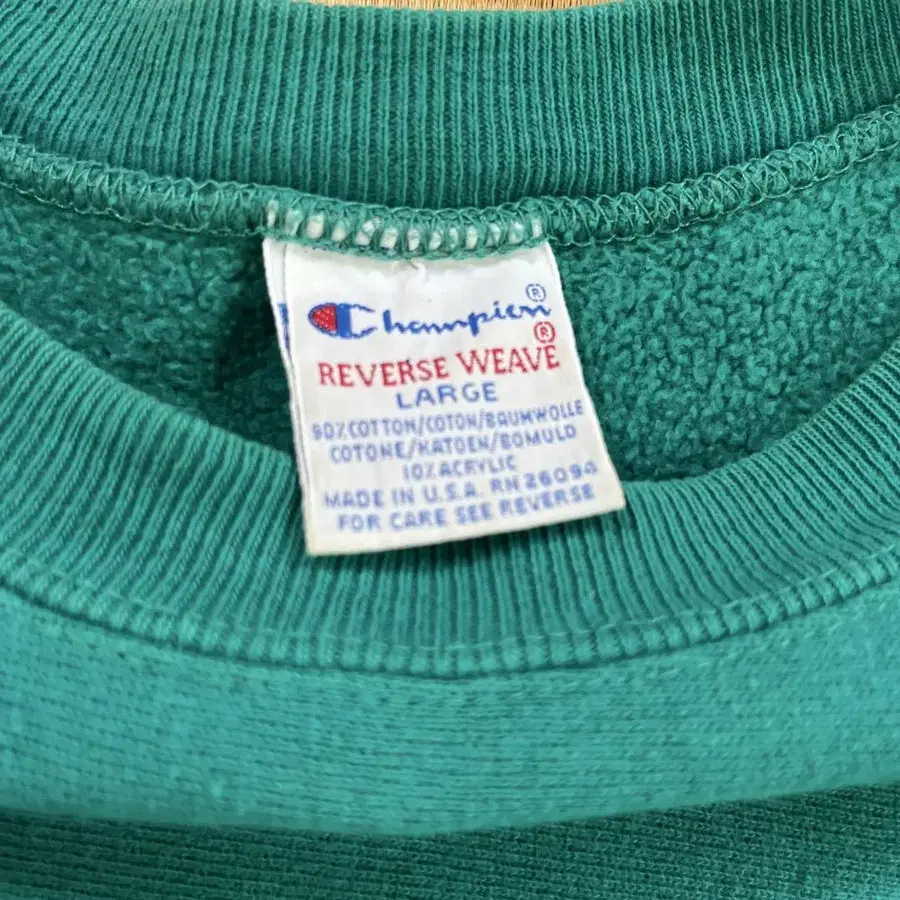 Champion®
REVERSE WEAVE®
LARGE
90% COTTON/COTON/BAUMWOLLE
COTONE/KATOEN/BOMULD
10% ACRYLIC
MADE IN U.S.A. RN 26094
FOR CARE SEE REVERSE